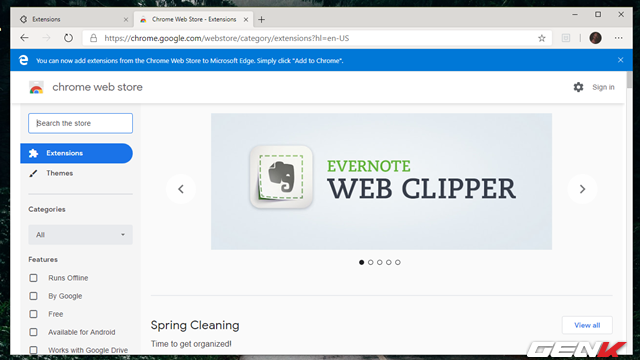 Extensions
Chrome Web Store - Extensions
https://chrome.google.com/webstore/category/extensions?hl=en-US
You can now add extensions from the Chrome Web Store to Microsoft Edge. Simply click "Add to Chrome".
chrome web store
Sign in
Search the store
Extensions
Themes
Categories
All
Features
Runs Offline
By Google
Free
Available for Android
Works with Google Drive
EVERNOTE
WEB CLIPPER
Spring Cleaning
Time to get organized!
View all
GENK